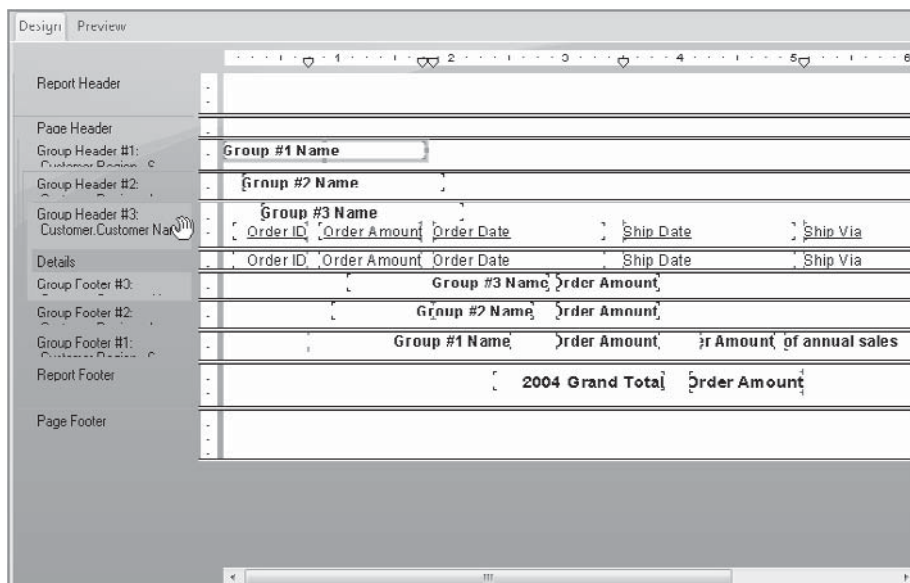 Design Preview
1 2 3 4 5 6
Report Header
Page Header
Group Header #1:
Group #1 Name
Group Header #2:
Group #2 Name
Group Header #3:
Customer.Customer Nam
Group #3 Name
Order ID Order Amount Order Date Ship Date Ship Via
Details
Order ID Order Amount Order Date Ship Date Ship Via
Group Footer #3:
Group #3 Name Order Amount
Group Footer #2:
Group #2 Name Order Amount
Group Footer #1:
Group #1 Name Order Amount er Amount of annual sales
Report Footer
2004 Grand Total Order Amount
Page Footer